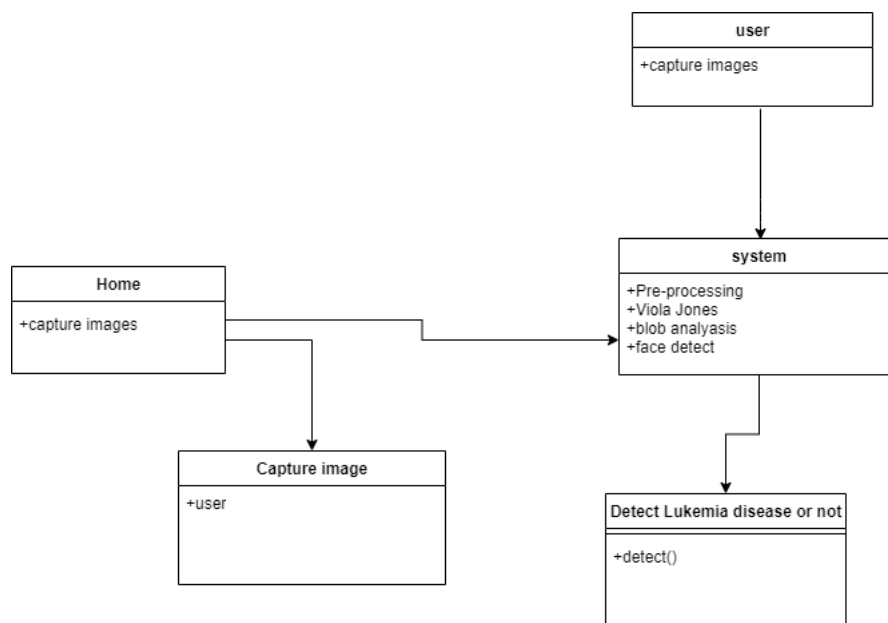 user
+capture images
system
+Pre-processing
+Viola Jones
+blob analyasis
+face detect
Home
+capture images
Capture image
+user
Detect Lukemia disease or not
+detect()